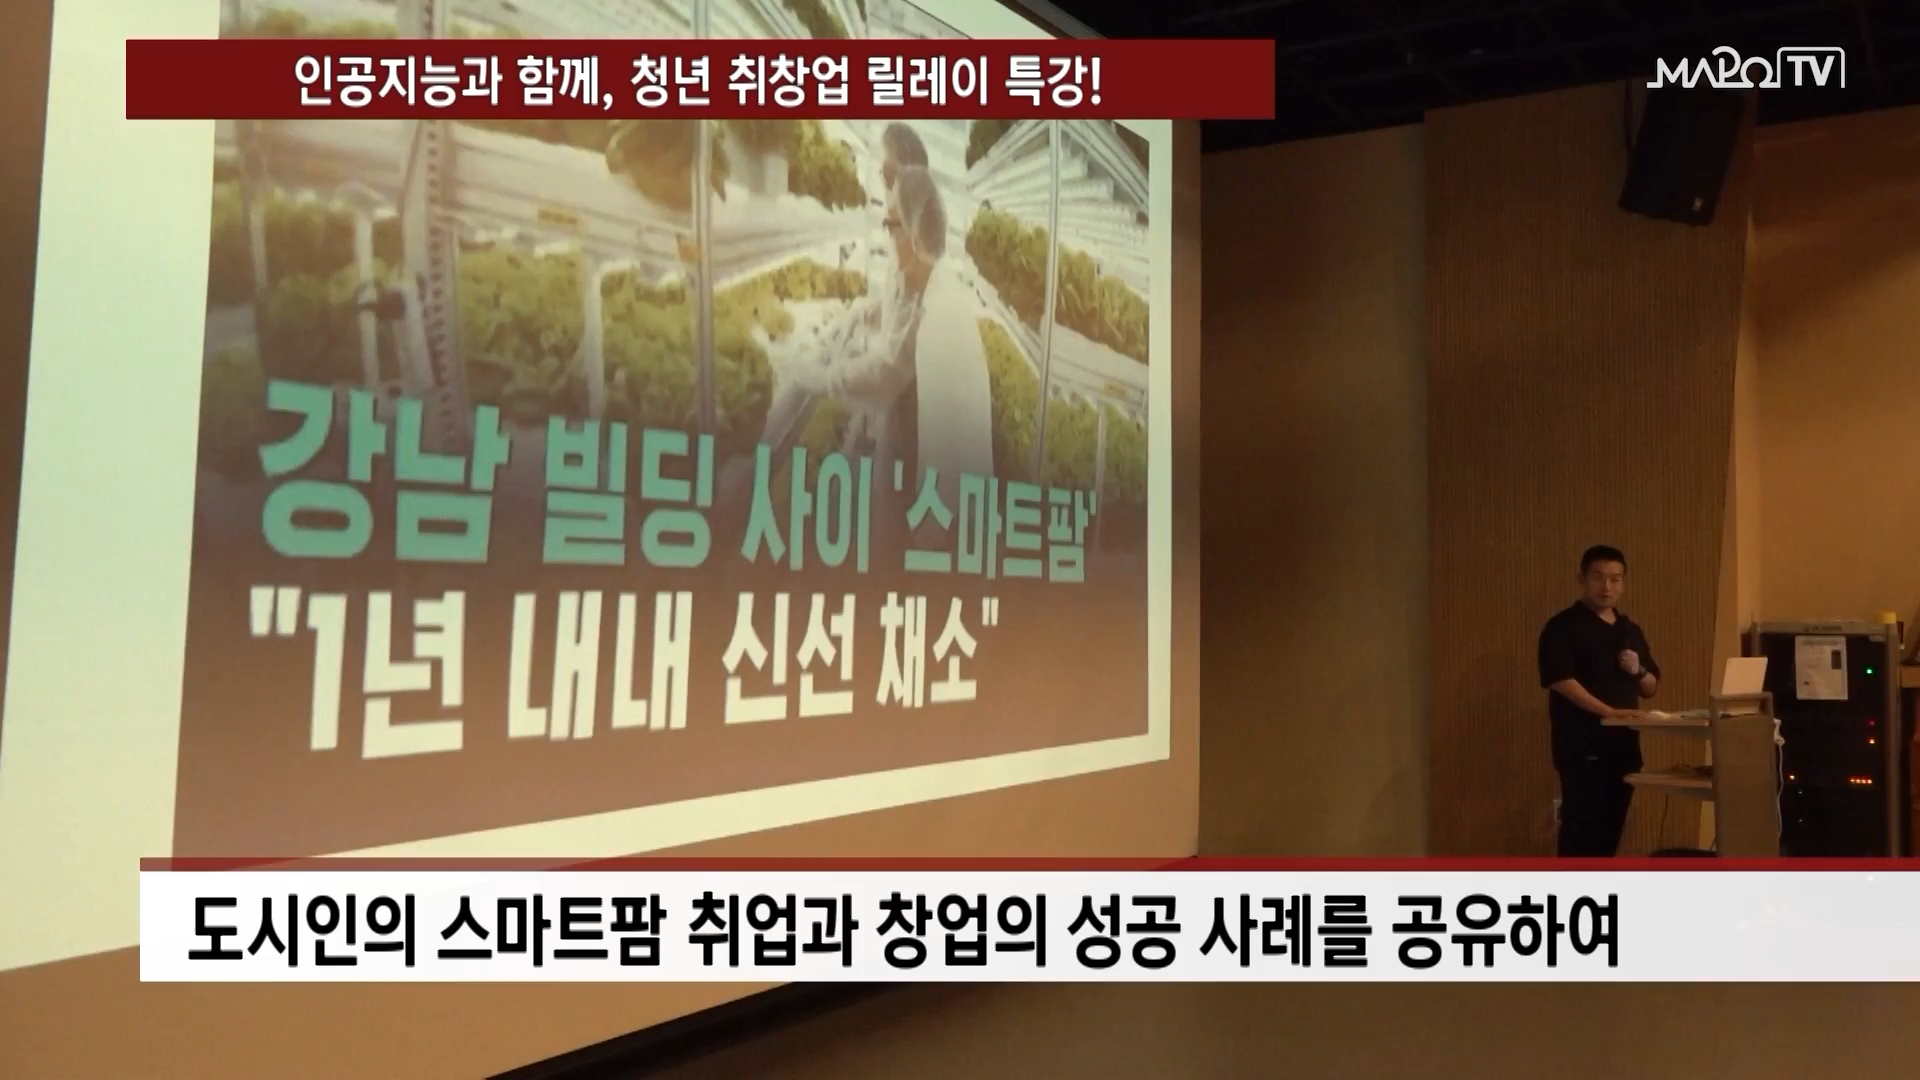 인공지능과 함께, 청년 취창업 릴레이 특강!
MAPO TV
강남 빌딩 사이 '스마트팜'
"1년 내내 신선 채소"
도시인의 스마트팜 취업과 창업의 성공 사례를 공유하여